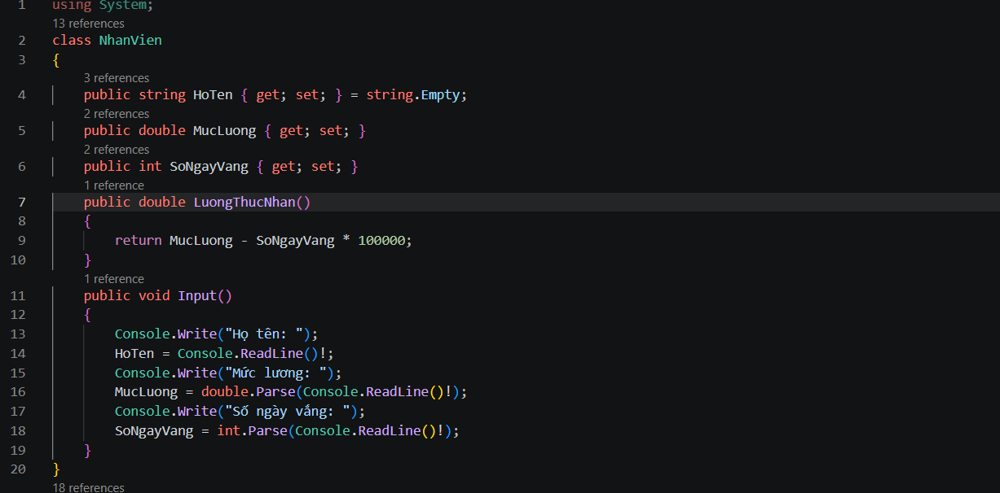 1 using System;
13 references
2 class NhanVien
3 {
3 references
4 public string HoTen { get; set; } = string.Empty;
2 references
5 public double MucLuong { get; set; }
2 references
6 public int SoNgayVang { get; set; }
1 reference
7 public double LuongThucNhan()
8 {
9 return MucLuong - SoNgayVang * 100000;
10 }
1 reference
11 public void Input()
12 {
13 Console.Write("Họ tên: ");
14 HoTen = Console.ReadLine()!;
15 Console.Write("Mức lương: ");
16 MucLuong = double.Parse(Console.ReadLine()!);
17 Console.Write("Số ngày vắng: ");
18 SoNgayVang = int.Parse(Console.ReadLine()!);
19 }
20 }
18 references